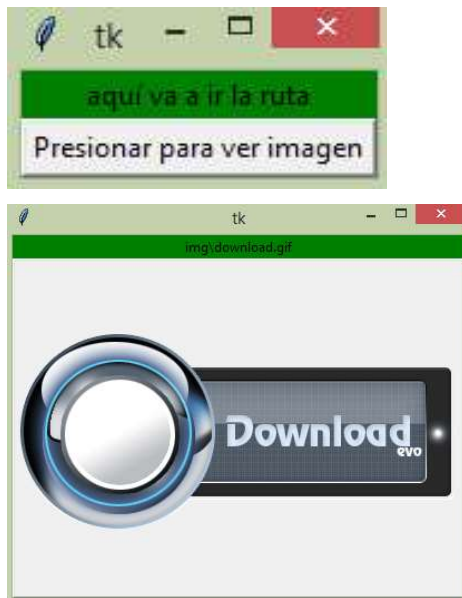 tk
aquí va a ir la ruta
Presionar para ver imagen
tk
img\download.gif
Download
evo